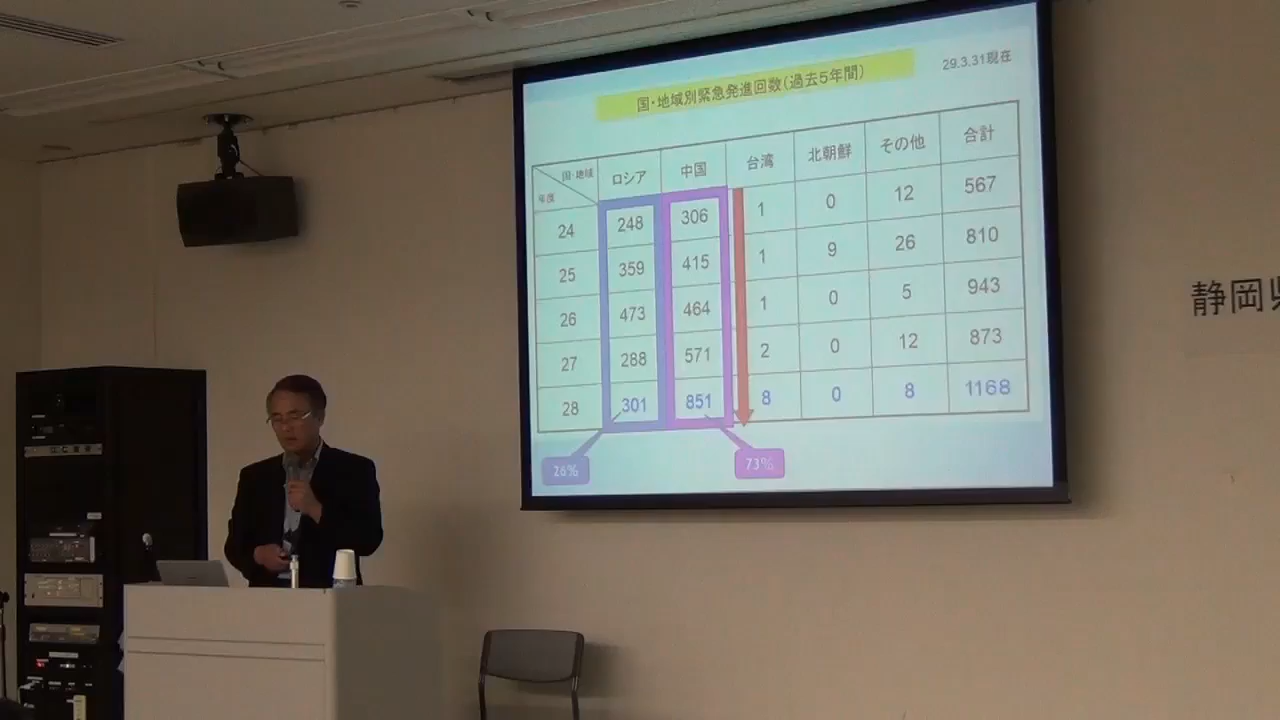 国・地域別緊急発進回数(過去5年間)
29.3.31現在
国・地域
年度
ロシア 中国 台湾 北朝鮮 その他 合計
24 248 306 1 0 12 567
25 359 415 1 9 26 810
26 473 464 1 0 5 943
27 288 571 2 0 12 873
28 301 851 8 0 8 1168
26%
73%
静岡県